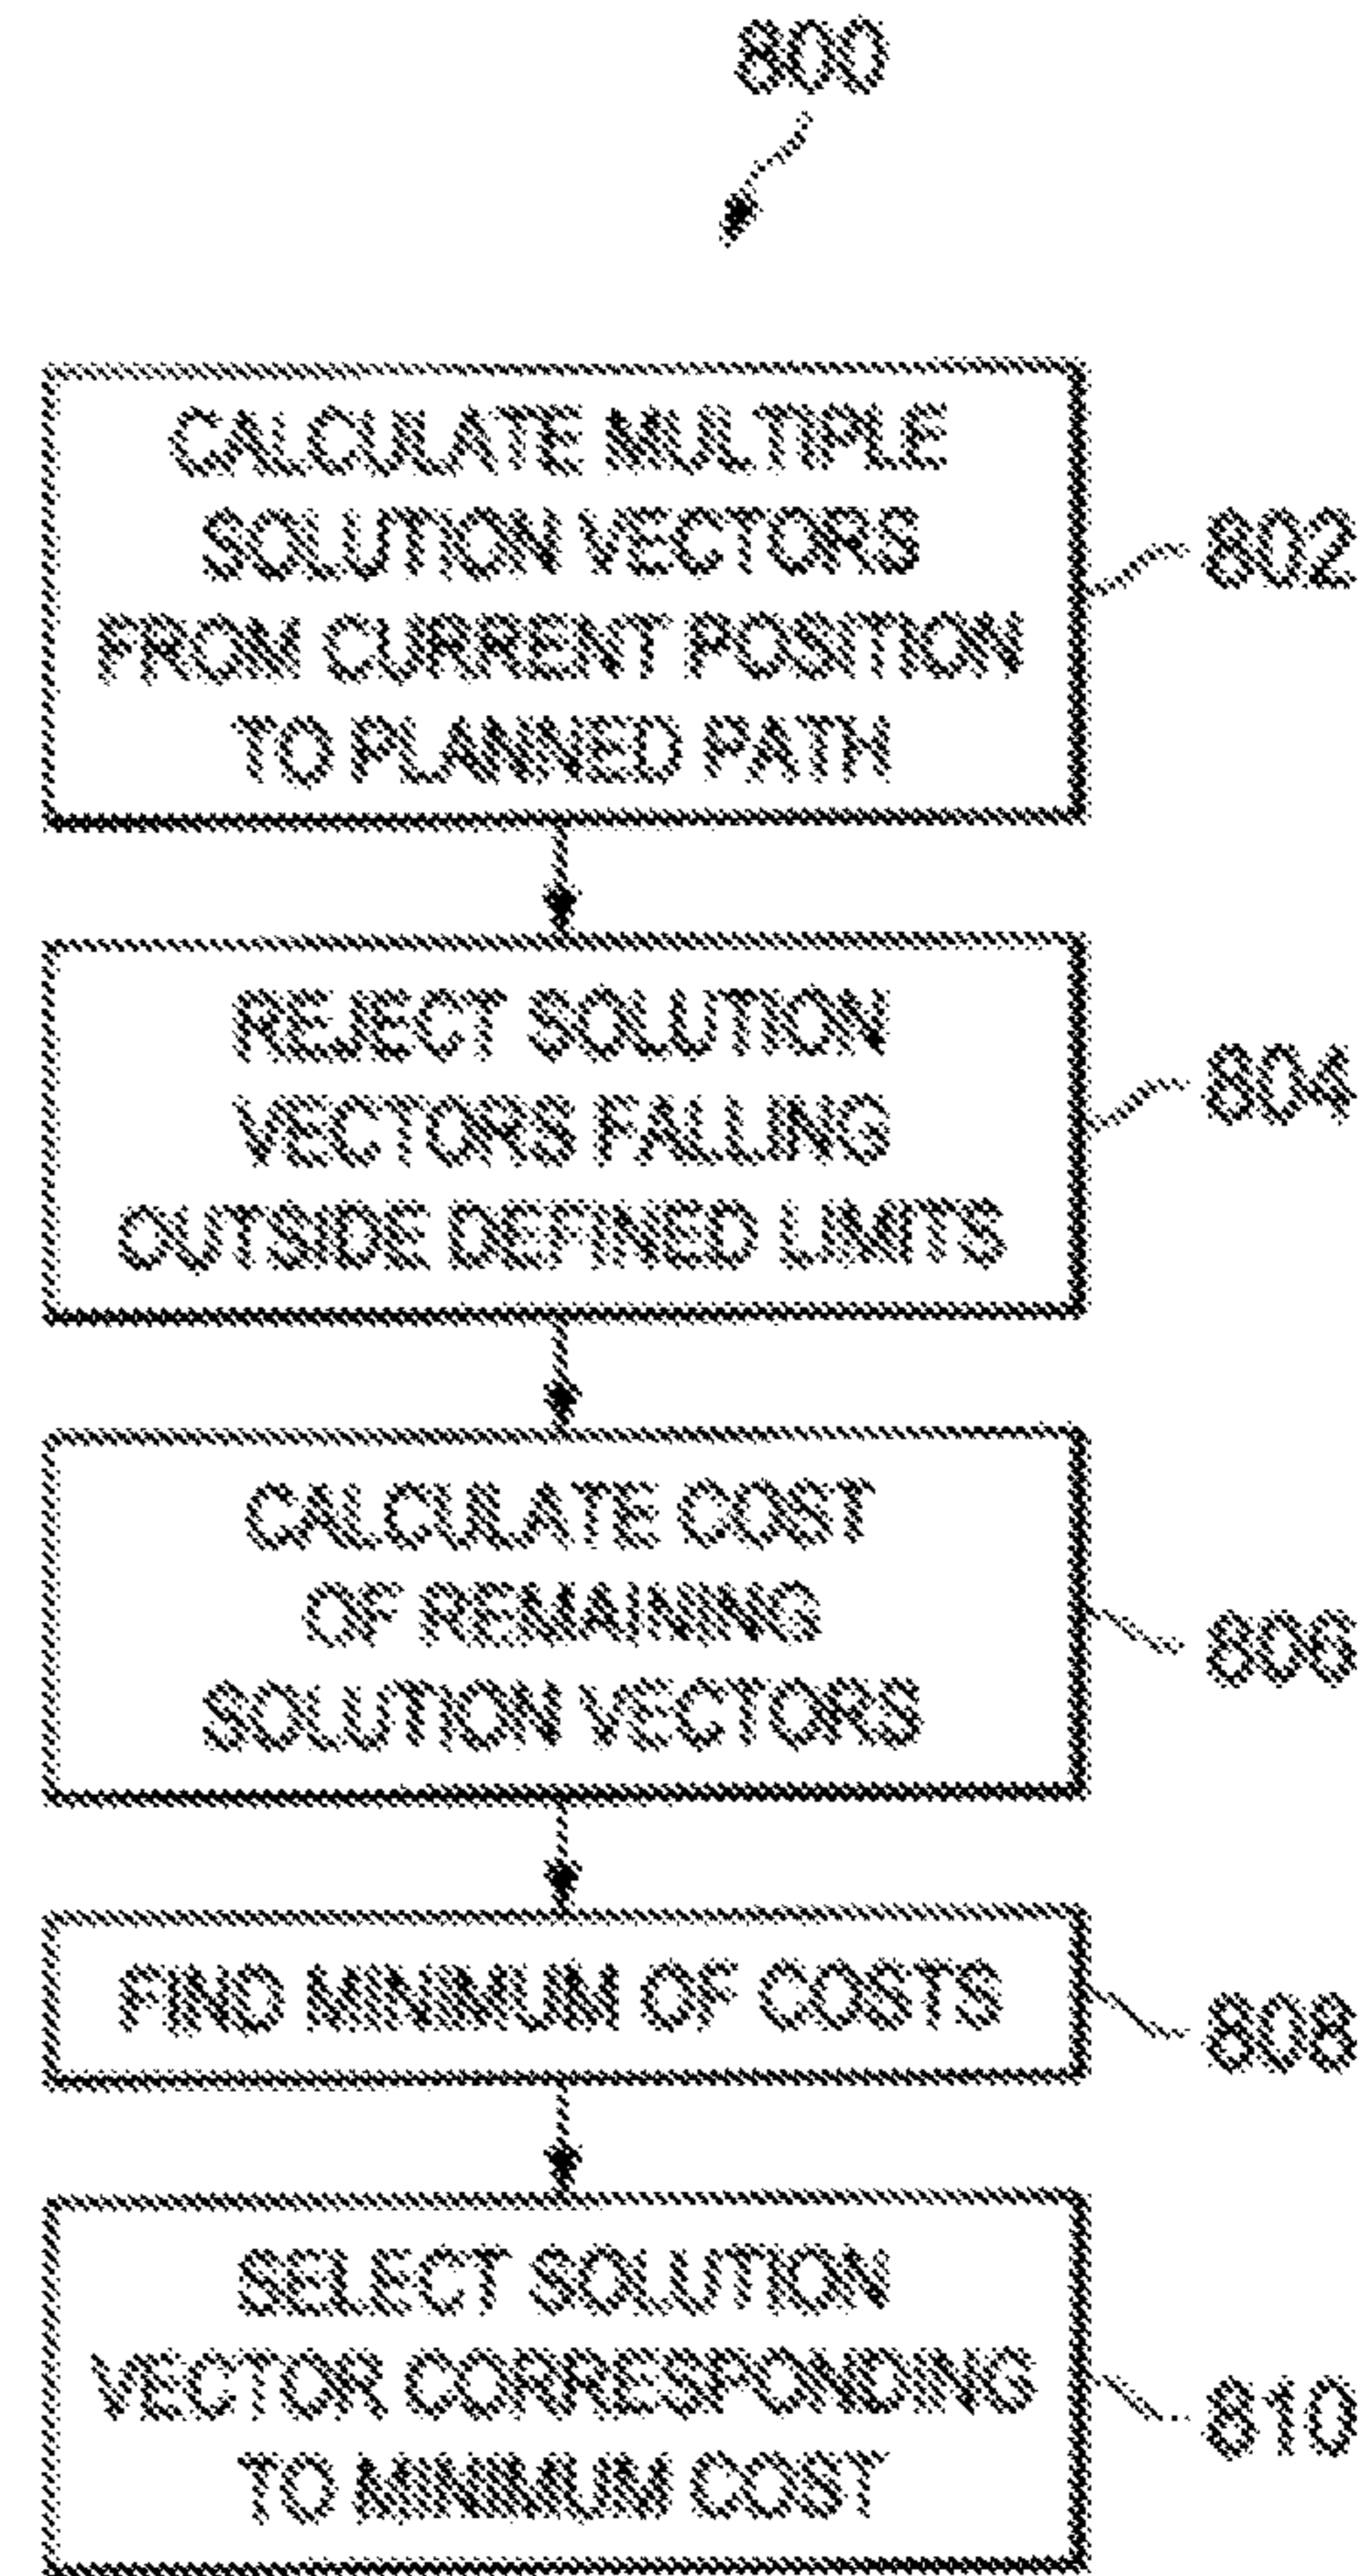 800
CALCULATE MULTIPLE
SOLUTION VECTORS
FROM CURRENT POSITION
TO PLANNED PATH
802
REJECT SOLUTION
VECTORS FALLING
OUTSIDE DEFINED LIMITS
804
CALCULATE COST
OF REMAINING
SOLUTION VECTORS
806
FIND MINIMUM OF COSTS
808
SELECT SOLUTION
VECTOR CORRESPONDING
TO MINIMUM COST
810